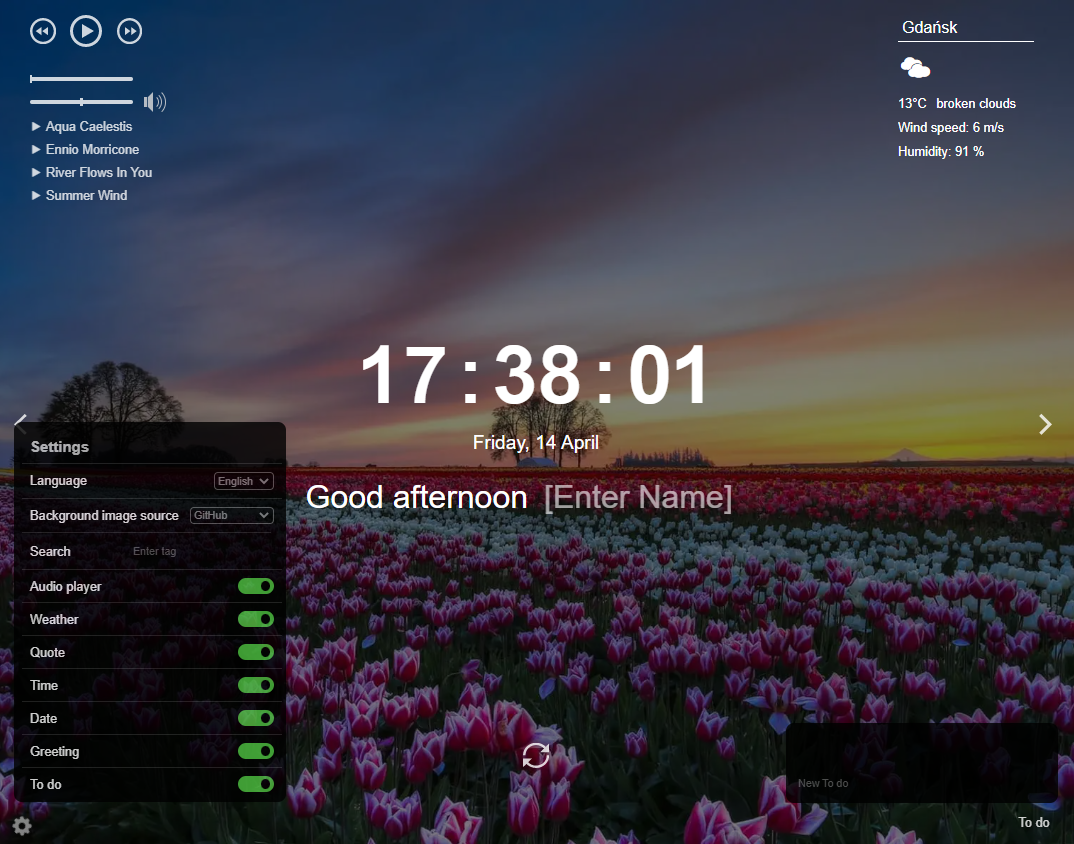 Gdańsk
13°C broken clouds
Wind speed: 6 m/s
Humidity: 91 %
Aqua Caelestis
Ennio Morricone
River Flows In You
Summer Wind
17:38:01
Friday, 14 April
Good afternoon [Enter Name]
Settings
Language English
Background image source GitHub
Search Enter tag
Audio player
Weather
Quote
Time
Date
Greeting
To do
New To do
To do